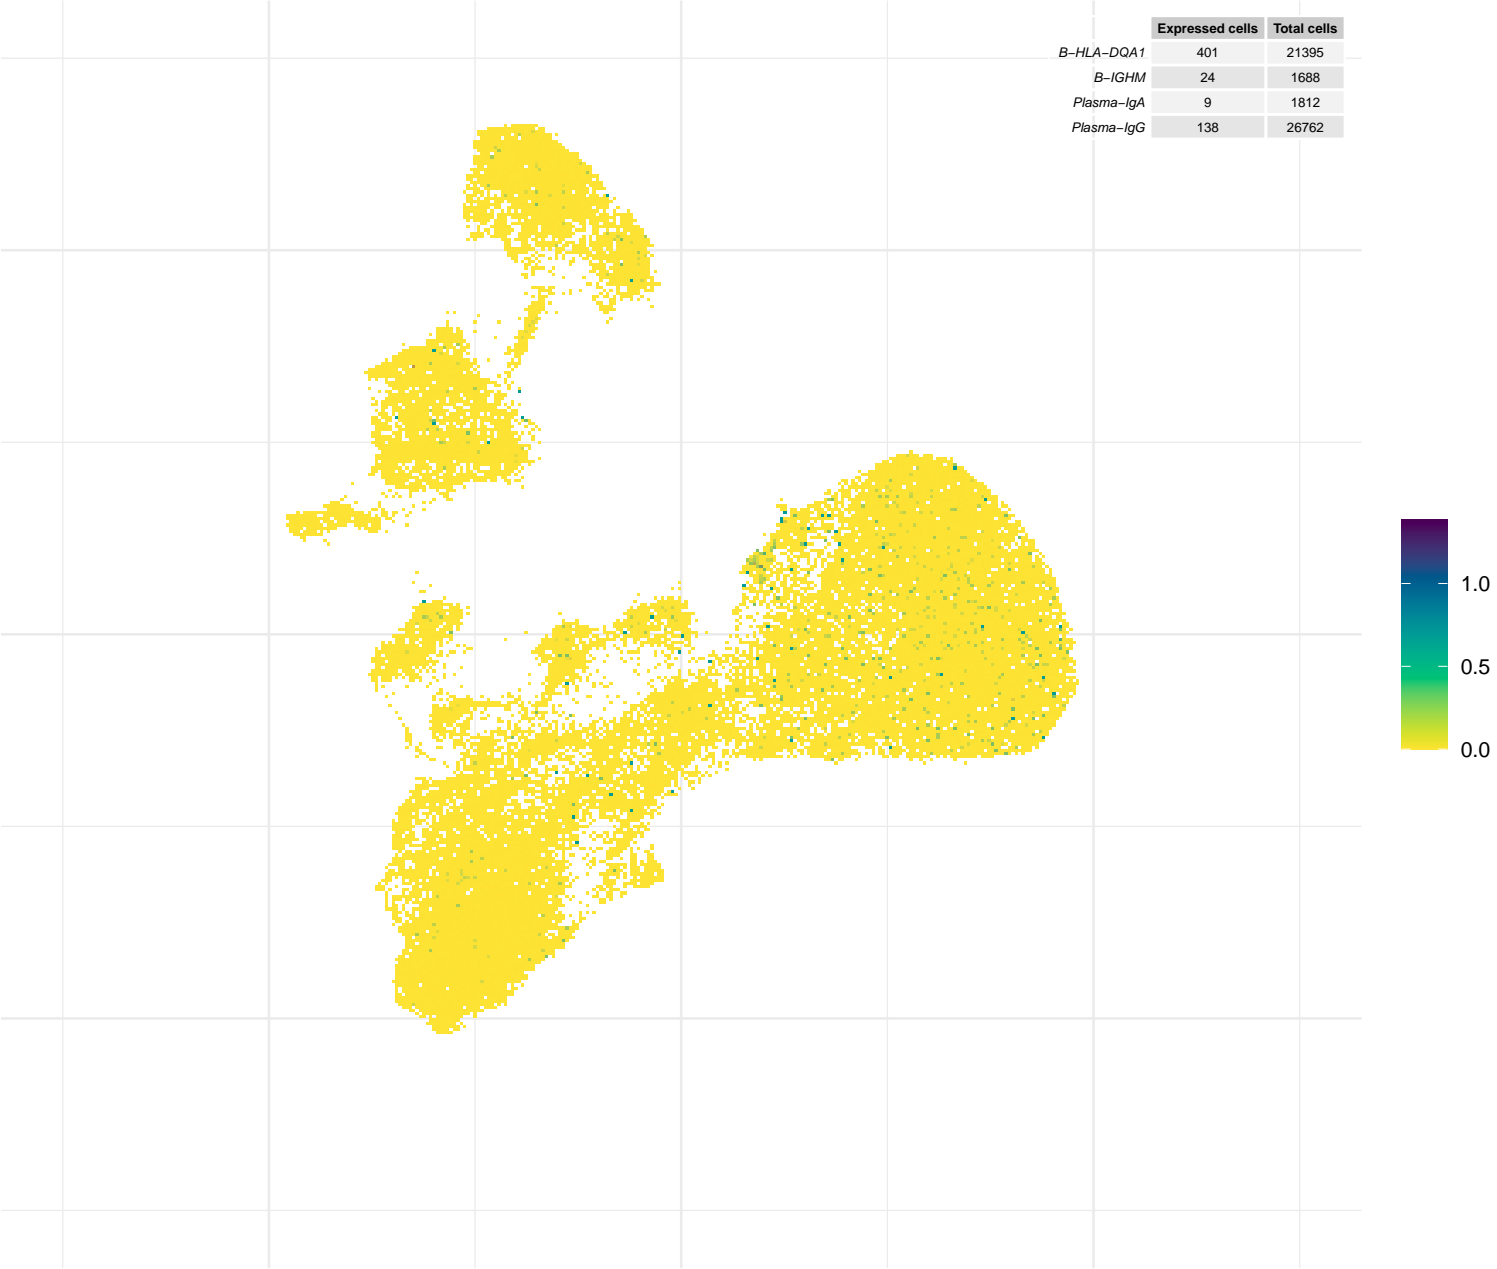 Expressed cells Total cells
B−HLA−DQA1 401 21395
B−IGHM 24 1688
Plasma−IgA 9 1812
Plasma−IgG 138 26762
1.0
0.5
0.0